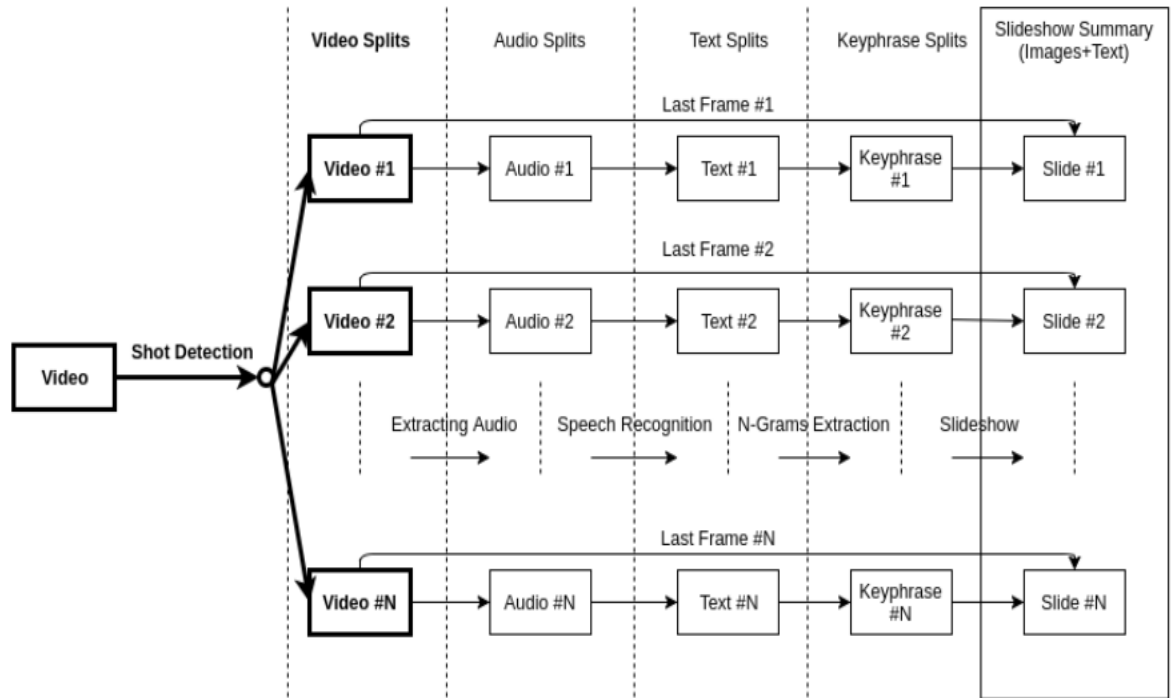 Video Splits
Audio Splits
Text Splits
Keyphrase Splits
Slideshow Summary
(Images+Text)
Last Frame #1
Video #1
Audio #1
Text #1
Keyphrase
#1
Slide #1
Last Frame #2
Video #2
Audio #2
Text #2
Keyphrase
#2
Slide #2
Shot Detection
Video
Extracting Audio
Speech Recognition
N-Grams Extraction
Slideshow
Last Frame #N
Video #N
Audio #N
Text #N
Keyphrase
#N
Slide #N